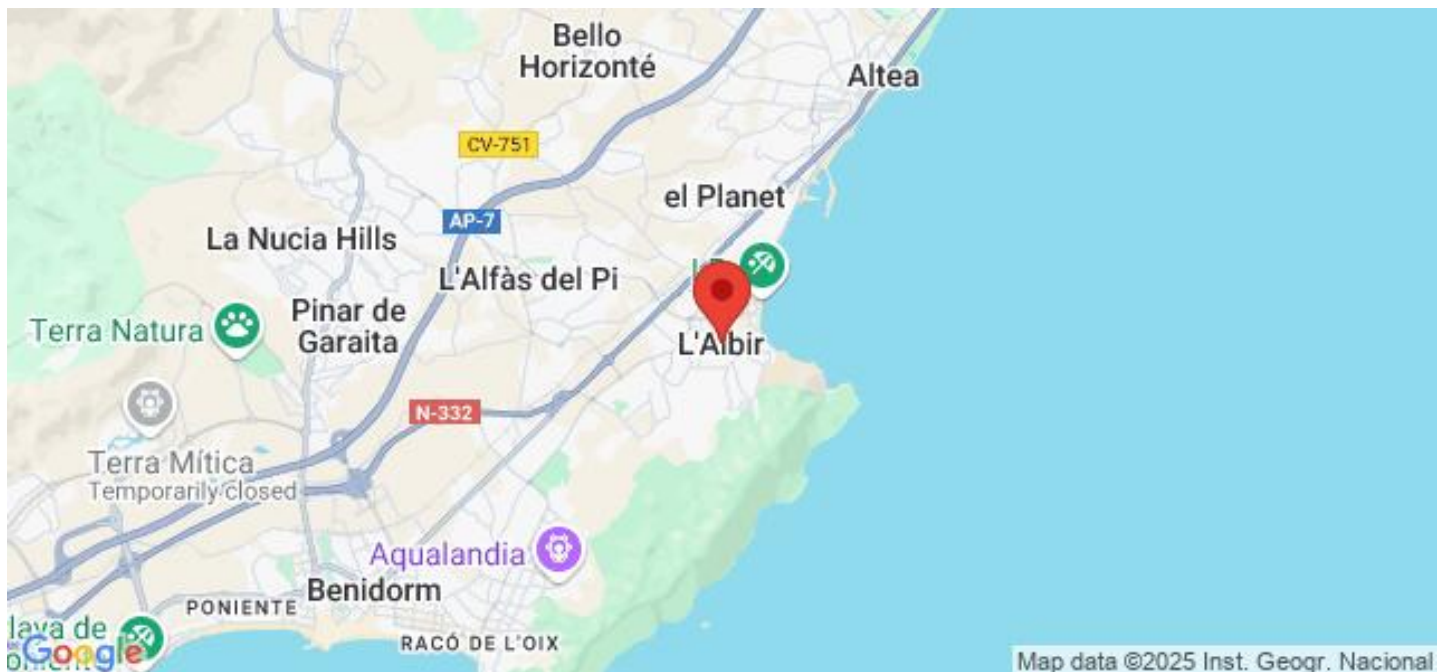 Bello
Horizonté
Altea
CV-751
el Planet
AP-7
La Nucia Hills
L'Alfàs del Pi
Pinar de
Garaita
Terra Natura
L'Albir
N-332
Terra Mítica
Temporarily closed
Aqualandia
Benidorm
PONIENTE
RACÓ DE L'OIX
laya de
Google
Map data ©2025 Inst. Geogr. Nacional